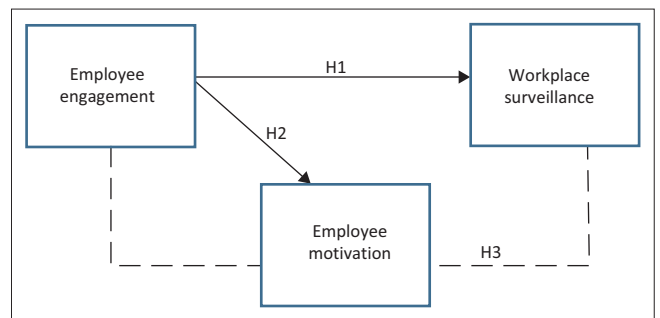 Employee
engagement
H1
Workplace
surveillance
H2
Employee
motivation
H3